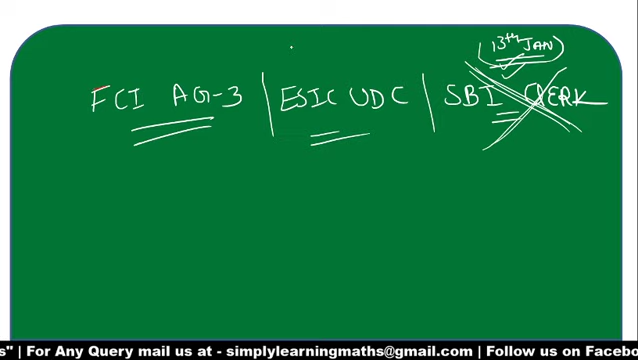 (13th JAN)
FCI AG-3 | ESIC UDC | SBI CLERK
s" | For Any Query mail us at - simplylearningmaths@gmail.com | Follow us on Facebo